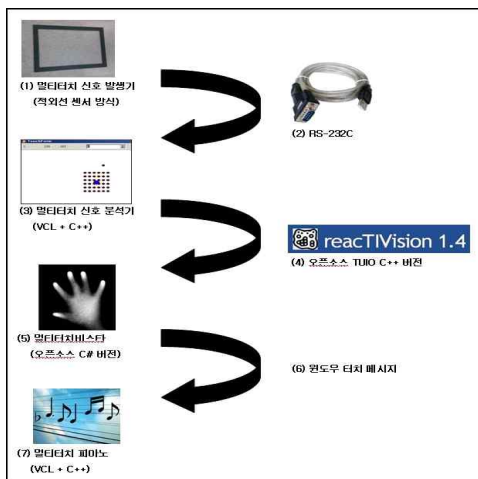 (1) 멀티터치 신호 발생기
(적외선 센서 방식)
(2) RS-232C
(3) 멀티터치 신호 분석기
(VCL + C++)
reacTIVision 1.4
(4) 오픈소스 TUIO C++ 버전
(5) 멀티터치비스타
(오픈소스 C# 버전)
(6) 윈도우 터치 메시지
(7) 멀티터치 피아노
(VCL + C++)